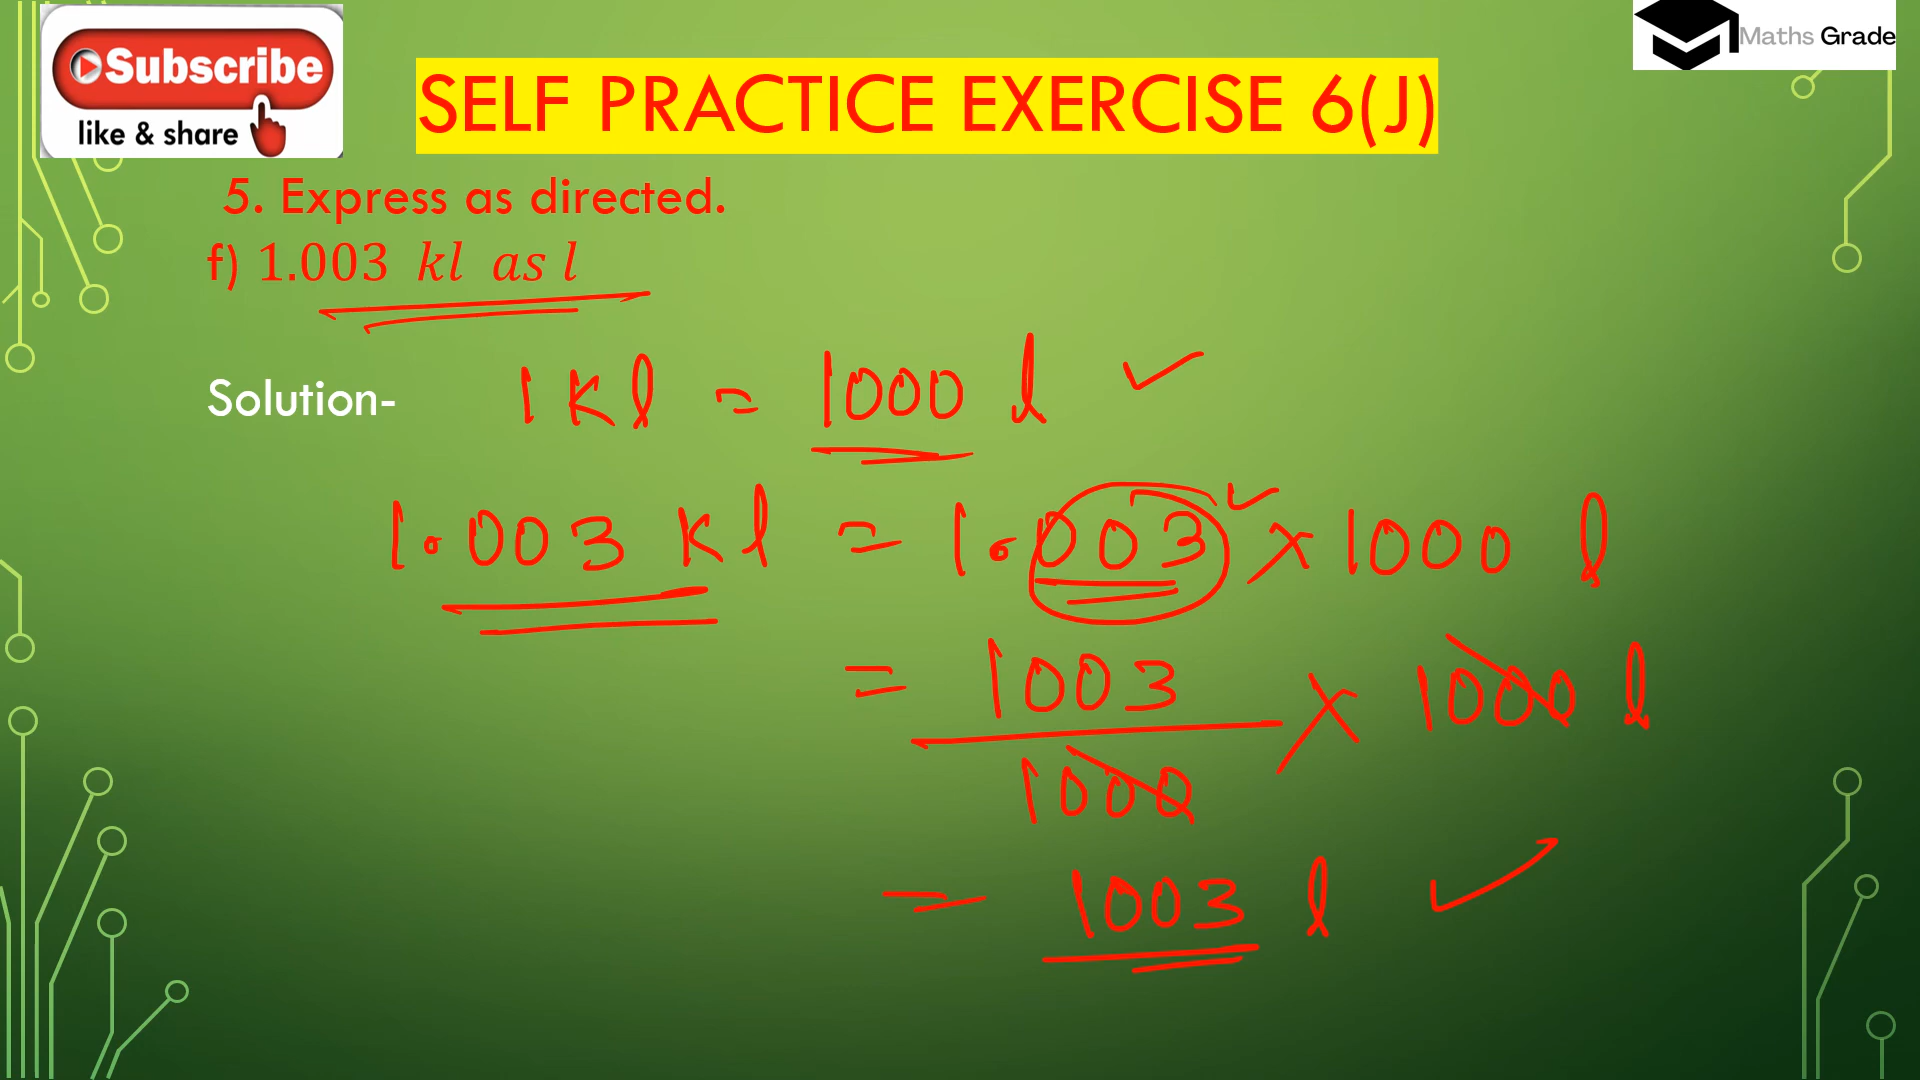 Subscribe
like & share
Maths Grade
SELF PRACTICE EXERCISE 6(J)
5. Express as directed.
f) 1.003 kl as l
Solution- 1 kl = 1000 l ✓
1.003 kl = 1.003 × 1000 l
= 1003/1000 × 1000 l
= 1003 l ✓